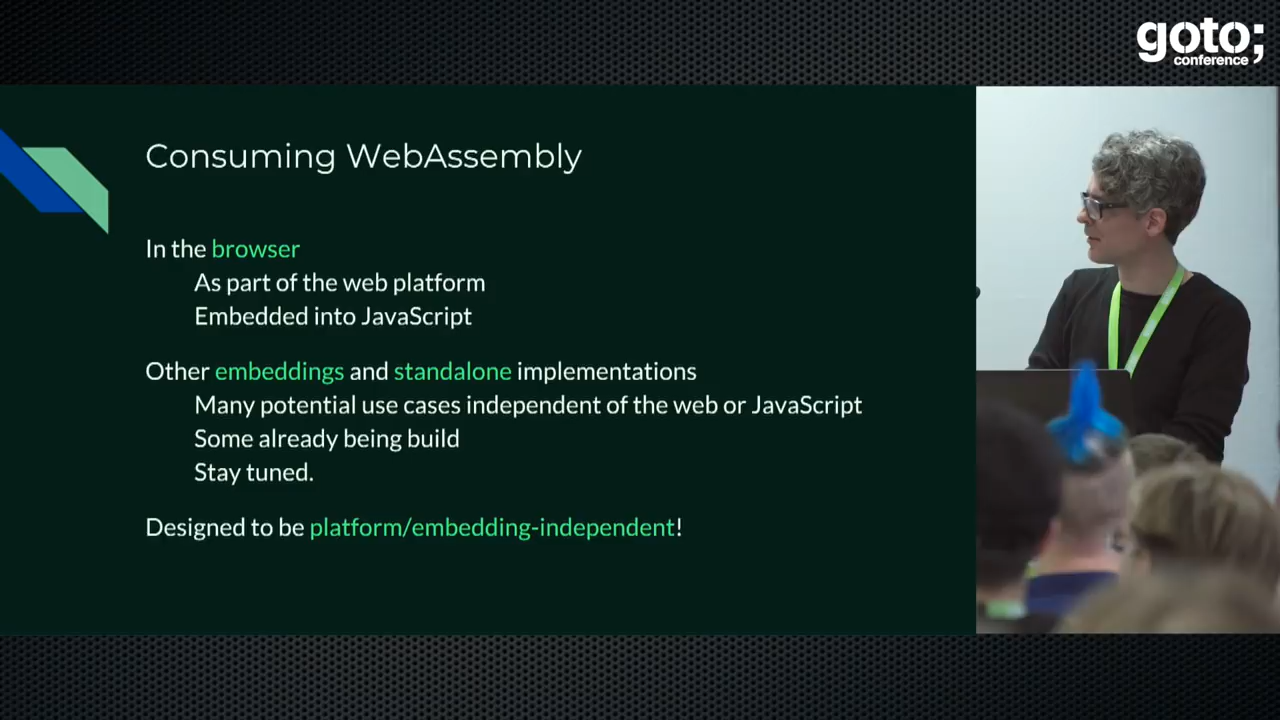 goto;
conference
Consuming WebAssembly
In the browser
As part of the web platform
Embedded into JavaScript
Other embeddings and standalone implementations
Many potential use cases independent of the web or JavaScript
Some already being build
Stay tuned.
Designed to be platform/embedding-independent!